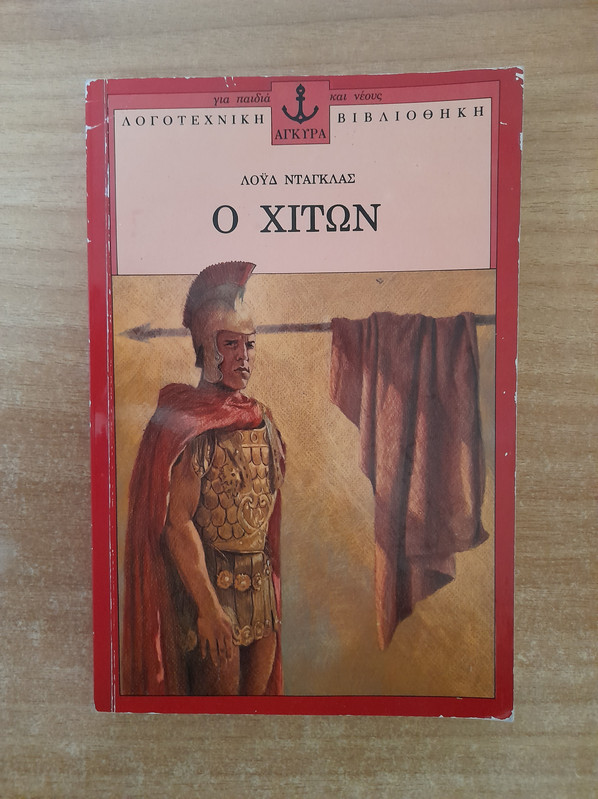 για παιδιά και νέους
ΛΟΓΟΤΕΧΝΙΚΗ ΒΙΒΛΙΟΘΗΚΗ
ΑΓΚΥΡΑ
ΛΟΫΔ ΝΤΑΓΚΛΑΣ
Ο ΧΙΤΩΝ